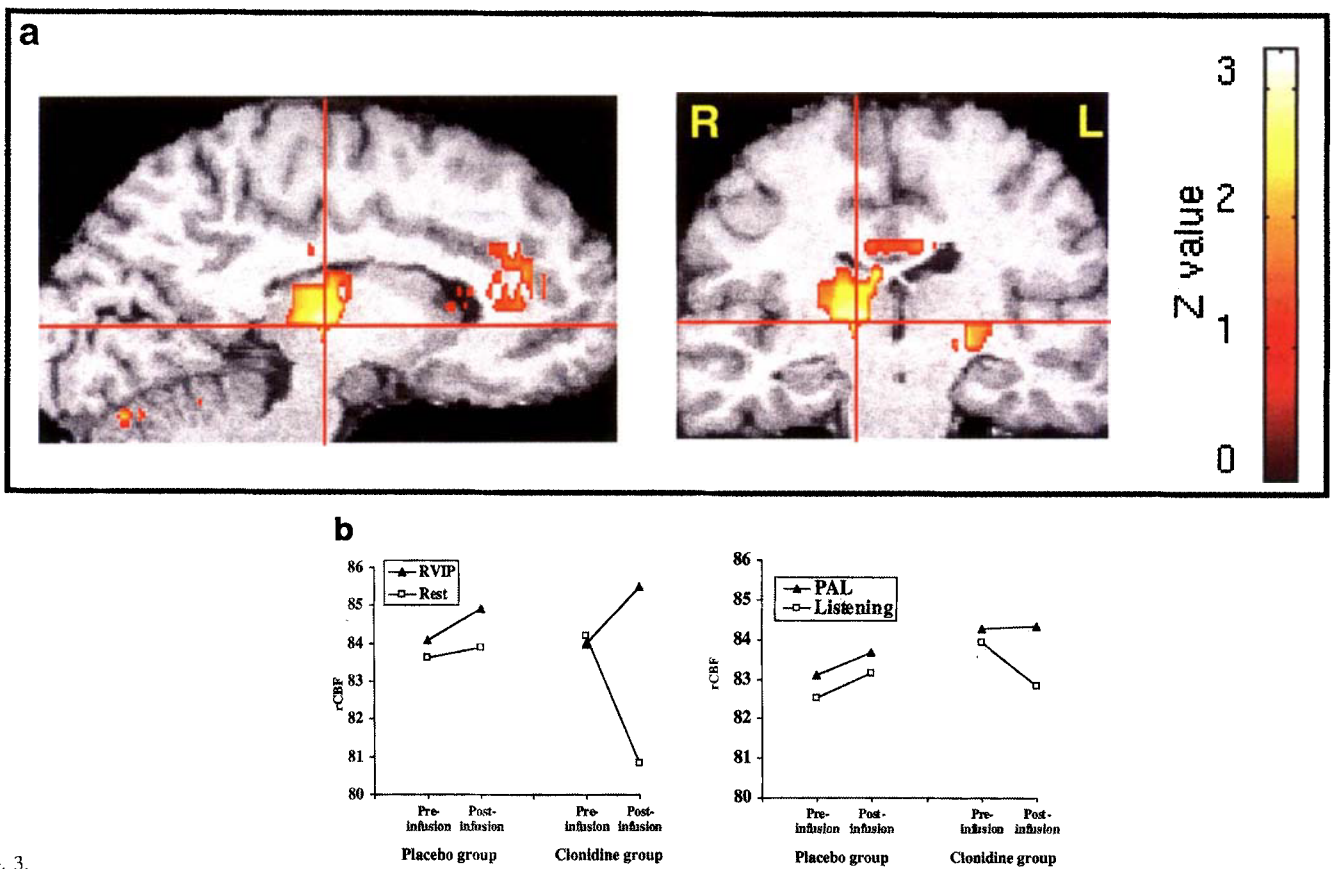 a
R L
3
2
1
0
Z value
b
86
85
84
83
82
81
80
rCBF
RVIP
Rest
Pre-infusion Post-infusion Pre-infusion Post-infusion
Placebo group Clonidine group
86
85
84
83
82
81
80
rCBF
PAL
Listening
Pre-infusion Post-infusion Pre-infusion Post-infusion
Placebo group Clonidine group
. 3.